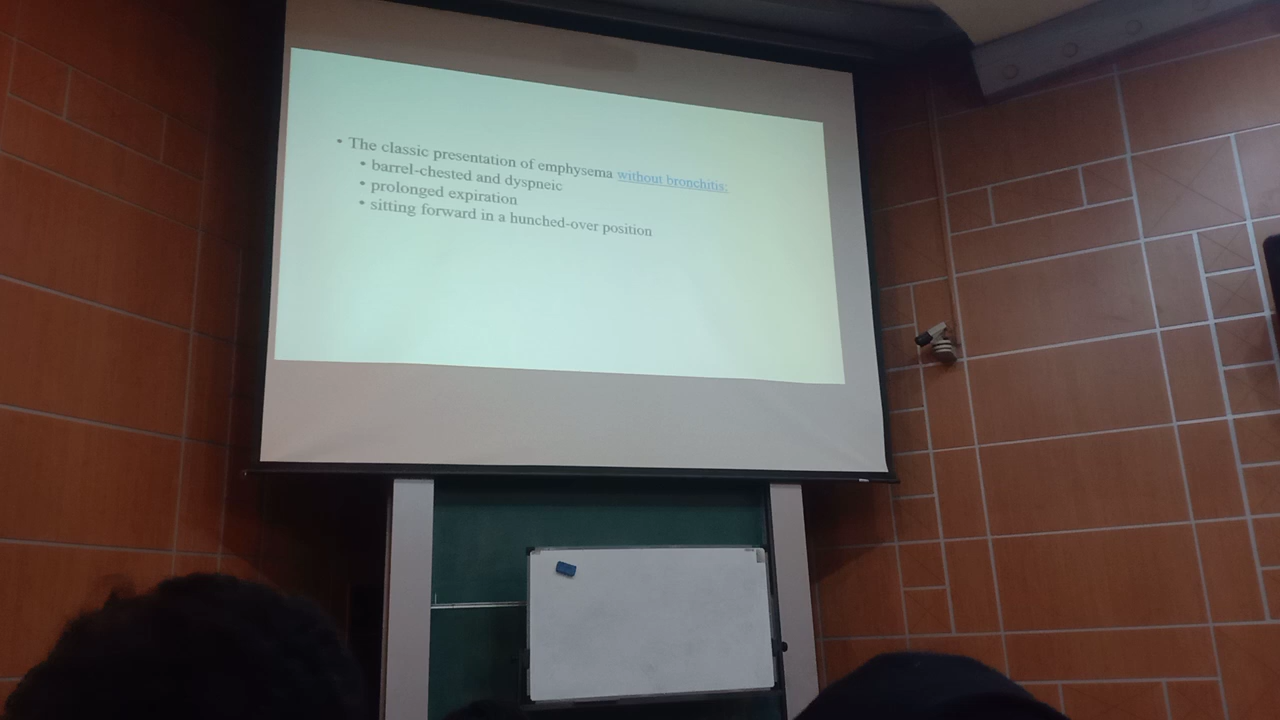 • The classic presentation of emphysema without bronchitis:
• barrel-chested and dyspneic
• prolonged expiration
• sitting forward in a hunched-over position